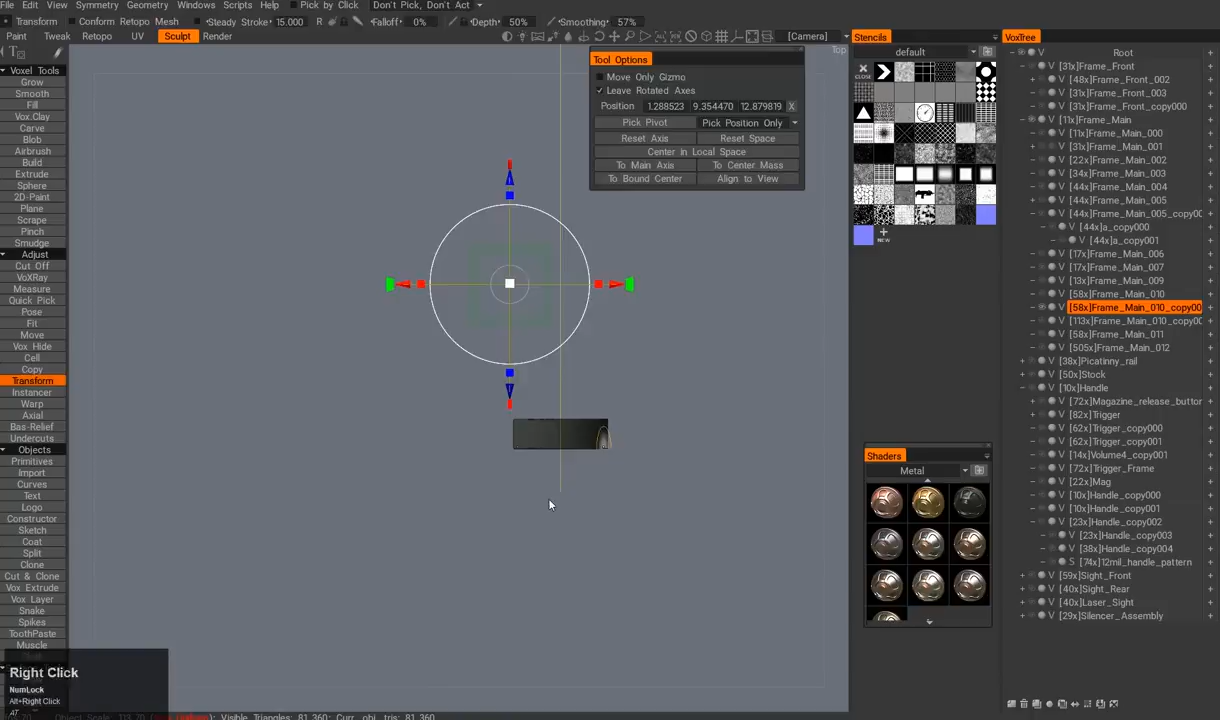 File Edit View Symmetry Geometry Windows Scripts Help Pick by Click Don't Pick, Don't Act
Transform Conform Retopo Mesh Steady Stroke: 15.000 R Falloff: 0% Depth: 50% Smoothing: 57%
Paint Tweak Retopo UV Sculpt Render [Camera]
Top
Voxel Tools
Grow
Smooth
Fill
Vox.Clay
Carve
Blob
Airbrush
Build
Extrude
Sphere
2D-Paint
Plane
Scrape
Pinch
Smudge
Adjust
Cut Off
VoXRay
Measure
Quick Pick
Pose
Fit
Move
Vox Hide
Cell
Copy
Transform
Instancer
Warp
Axial
Bas-Relief
Undercuts
Objects
Primitives
Import
Curves
Text
Logo
Constructor
Sketch
Coat
Split
Clone
Cut & Clone
Vox Extrude
Vox Layer
Snake
Spikes
ToothPaste
Muscle
Right Click
NumLock
Alt+Right Click
AT
Visible Triangles: 81,360; Curr. obj. tris: 81,360
Tool Options
Move Only Gizmo
Leave Rotated Axes
Position 1.288523 9.354470 12.879819 X
Pick Pivot Pick Position Only
Reset Axis Reset Space
Center in Local Space
To Main Axis To Center Mass
To Bound Center Align to View
Stencils
default
CLOSE
NEW
Shaders
Metal
VoxTree
V Root
V [31x]Frame_Front
V [48x]Frame_Front_002
V [31x]Frame_Front_003
V [31x]Frame_Front_copy000
V [11x]Frame_Main
V [11x]Frame_Main_000
V [31x]Frame_Main_001
V [22x]Frame_Main_002
V [34x]Frame_Main_003
V [44x]Frame_Main_004
V [44x]Frame_Main_005
V [44x]Frame_Main_005_copy00
V [44x]a_copy000
V [44x]a_copy001
V [17x]Frame_Main_006
V [17x]Frame_Main_007
V [13x]Frame_Main_009
V [58x]Frame_Main_010
V [58x]Frame_Main_010_copy00
V [113x]Frame_Main_010_copy0
V [58x]Frame_Main_011
V [505x]Frame_Main_012
V [38x]Picatinny_rail
V [50x]Stock
V [10x]Handle
V [72x]Magazine_release_button
V [82x]Trigger
V [62x]Trigger_copy000
V [62x]Trigger_copy001
V [14x]Volume4_copy001
V [72x]Trigger_Frame
V [22x]Mag
V [10x]Handle_copy000
V [10x]Handle_copy001
V [23x]Handle_copy002
V [23x]Handle_copy003
V [38x]Handle_copy004
S [74x]12mil_handle_pattern
V [59x]Sight_Front
V [40x]Sight_Rear
V [40x]Laser_Sight
V [29x]Silencer_Assembly